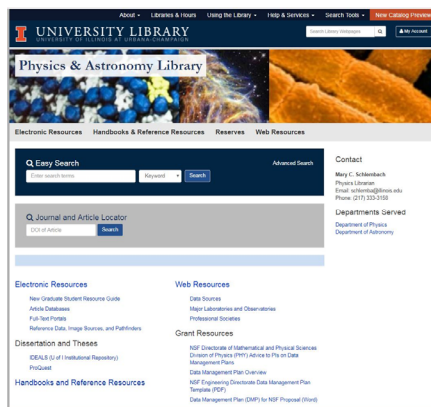 About
Libraries & Hours
Using the Library
Help & Services
Search Tools
New Catalog Preview
I UNIVERSITY LIBRARY
UNIVERSITY OF ILLINOIS AT URBANA-CHAMPAIGN
Search Library Webpages
My Account
Physics & Astronomy Library
Electronic Resources
Handbooks & Reference Resources
Reserves
Web Resources
Easy Search
Advanced Search
Enter search terms
Keyword
Search
Journal and Article Locator
DOI of Article
Search
Contact
Mary C. Schlembach
Physics Librarian
Email: schlemba@illinois.edu
Phone: (217) 333-3158
Departments Served
Department of Physics
Department of Astronomy
Electronic Resources
New Graduate Student Resource Guide
Article Databases
Full-Text Portals
Reference Data, Image Sources, and Pathfinders
Dissertation and Theses
IDEALS (U of I Institutional Repository)
ProQuest
Handbooks and Reference Resources
Web Resources
Data Sources
Major Laboratories and Observatories
Professional Societies
Grant Resources
NSF Directorate of Mathematical and Physical Sciences
Division of Physics (PHY) Advice to PIs on Data
Management Plans
Data Management Plan Overview
NSF Engineering Directorate Data Management Plan
Template (PDF)
Data Management Plan (DMP) for NSF Proposal (Word)